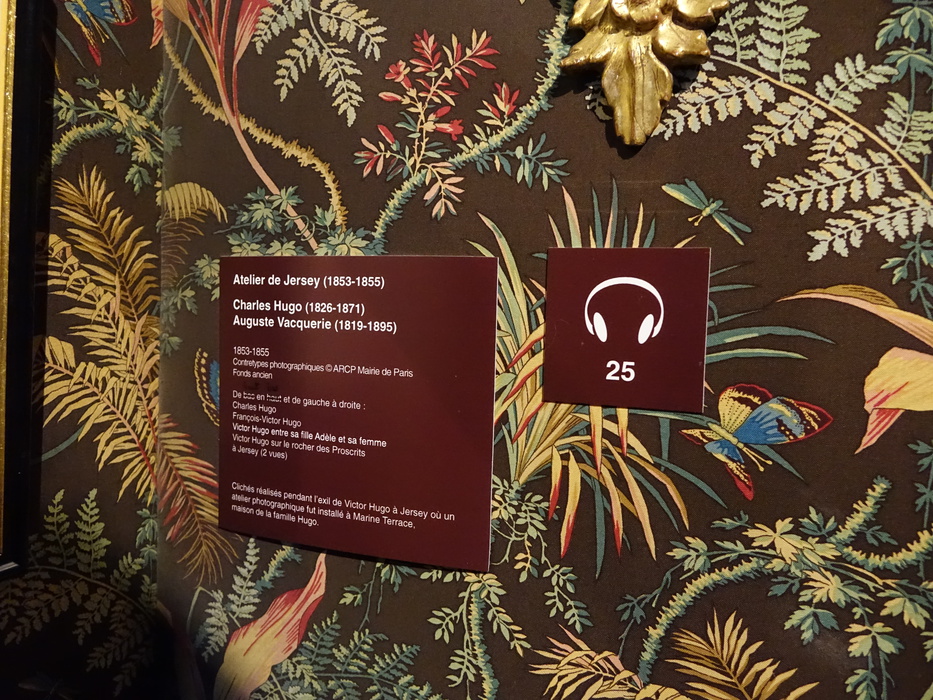 Atelier de Jersey (1853-1855)
Charles Hugo (1826-1871)
Auguste Vacquerie (1819-1895)
1853-1855
Contretypes photographiques © ARCP Mairie de Paris
Fonds ancien
De bas en haut et de gauche à droite :
Charles Hugo
François-Victor Hugo
Victor Hugo entre sa fille Adèle et sa femme
Victor Hugo sur le rocher des Proscrits
à Jersey (2 vues)
Clichés réalisés pendant l'exil de Victor Hugo à Jersey où un
atelier photographique fut installé à Marine Terrace,
maison de la famille Hugo.
25